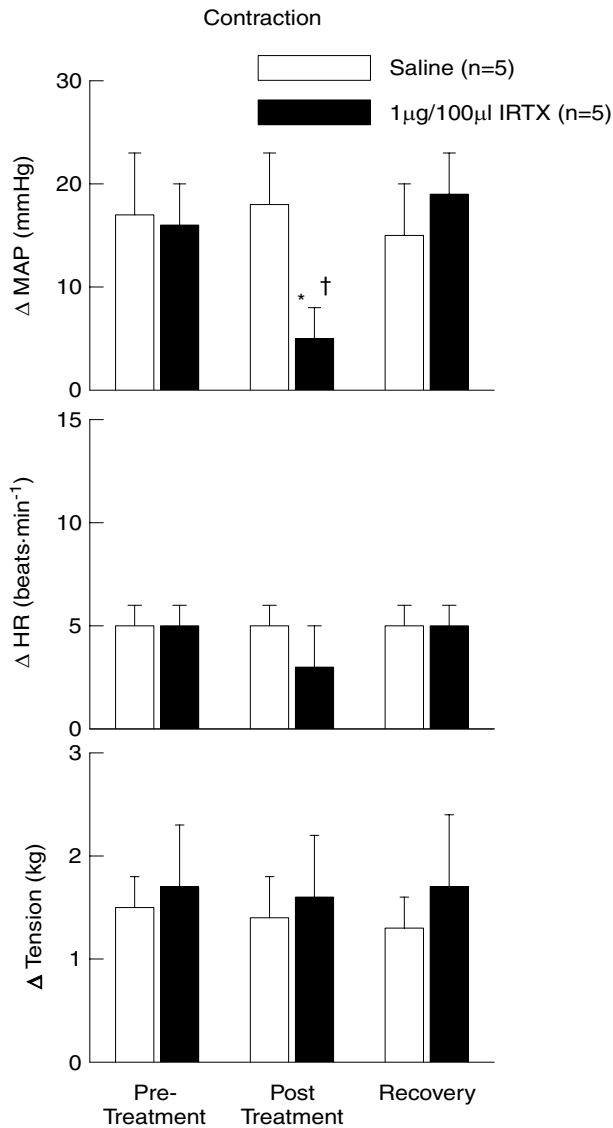 Contraction
Saline (n=5)
1μg/100μl IRTX (n=5)
30
20
10
0
Δ MAP (mmHg)
* †
15
10
5
0
Δ HR (beats·min⁻¹)
3
2
1
0
Δ Tension (kg)
Pre-
Treatment
Post
Treatment
Recovery